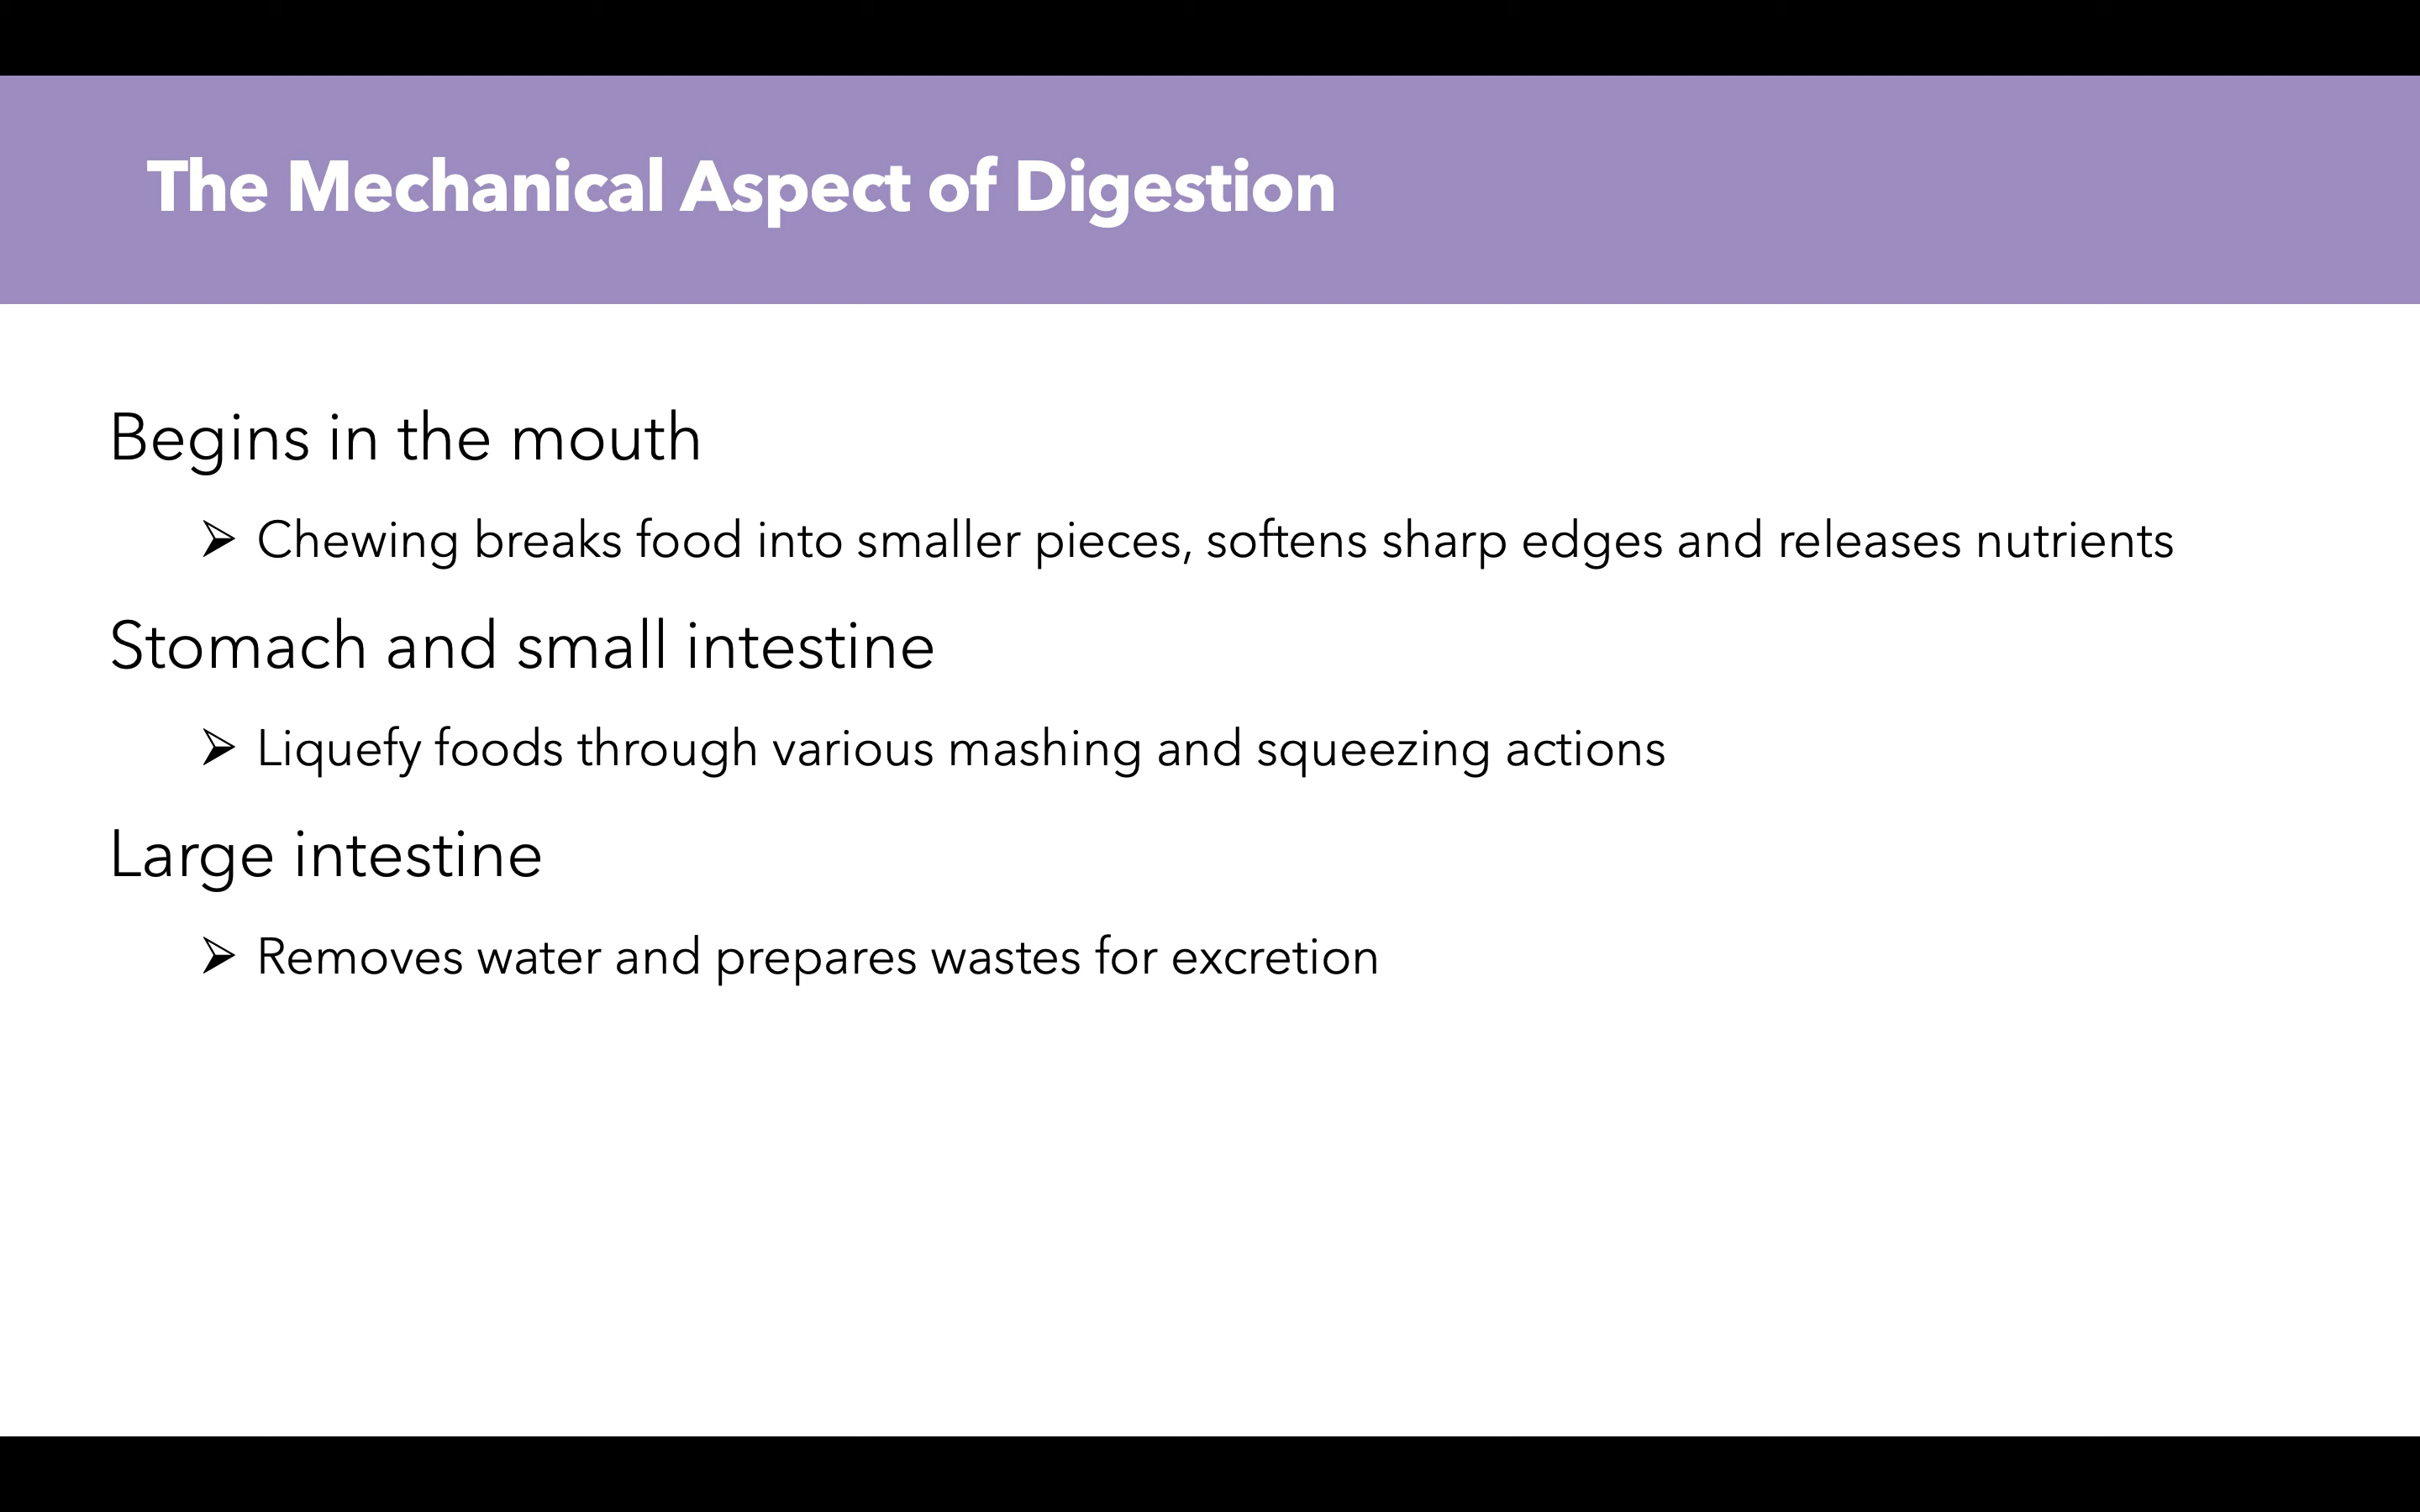 The Mechanical Aspect of Digestion
Begins in the mouth
➢ Chewing breaks food into smaller pieces, softens sharp edges and releases nutrients
Stomach and small intestine
➢ Liquefy foods through various mashing and squeezing actions
Large intestine
➢ Removes water and prepares wastes for excretion